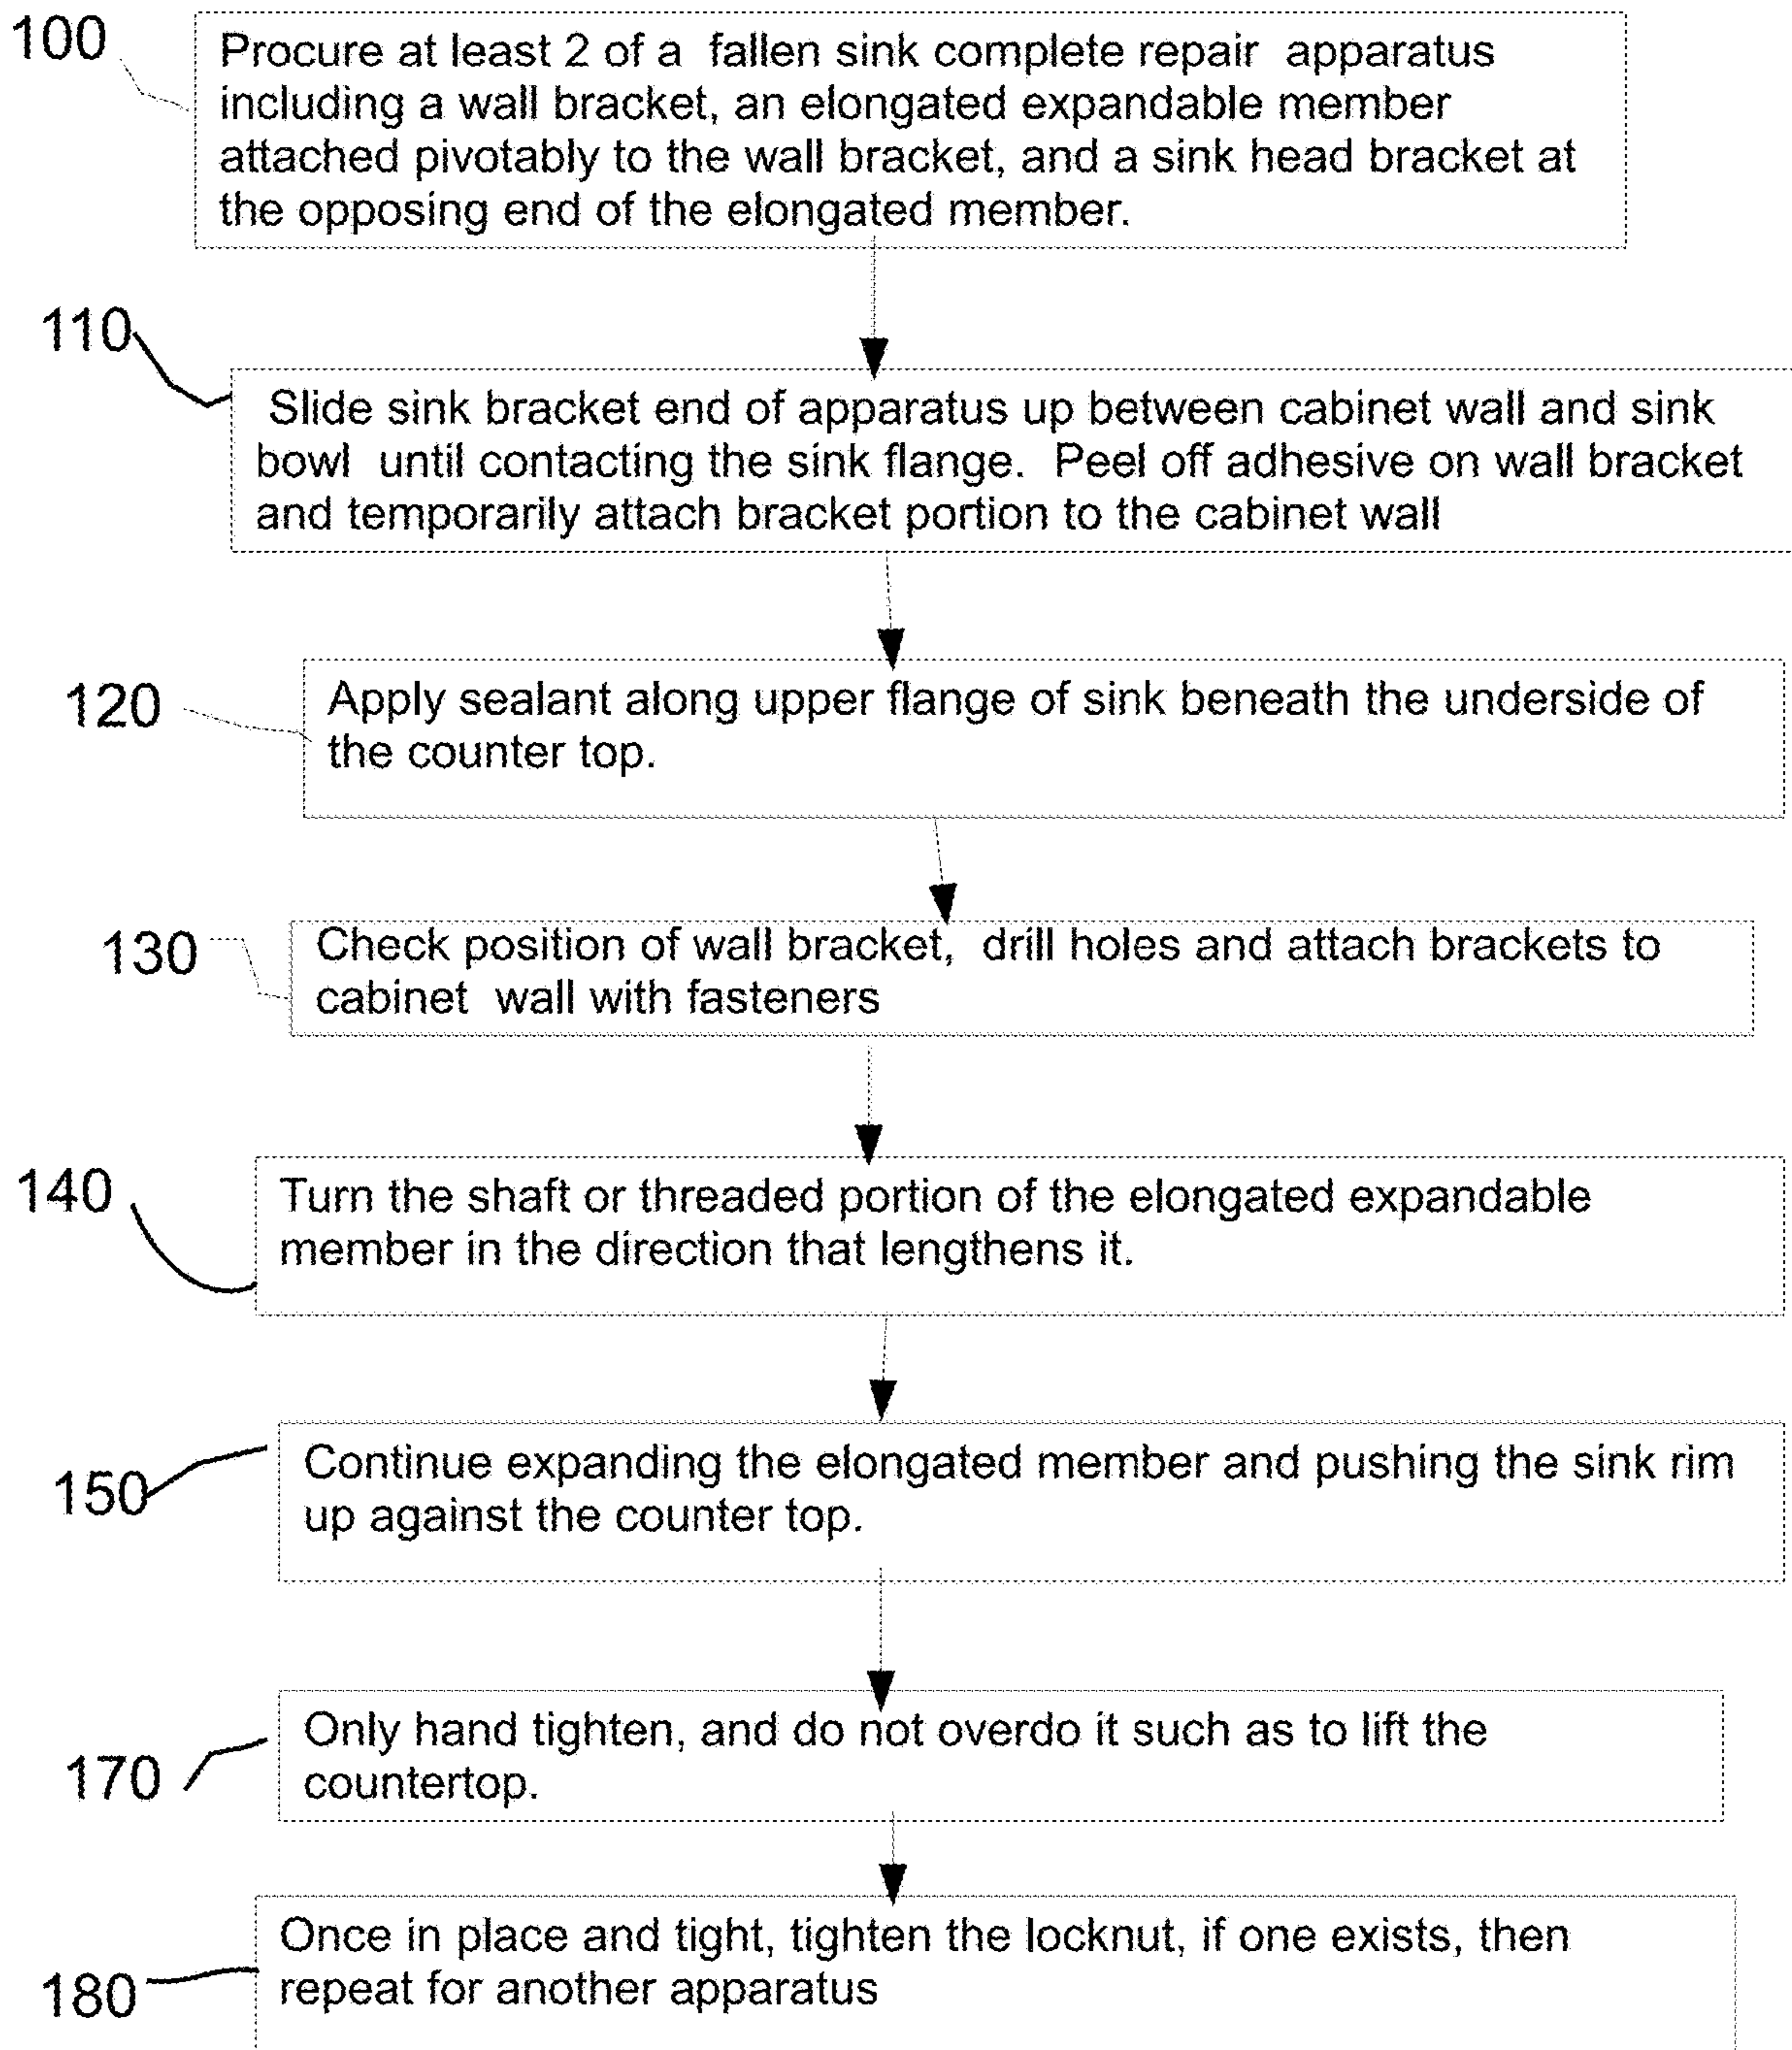 100
Procure at least 2 of a fallen sink complete repair apparatus
including a wall bracket, an elongated expandable member
attached pivotably to the wall bracket, and a sink head bracket at
the opposing end of the elongated member.
110
Slide sink bracket end of apparatus up between cabinet wall and sink
bowl until contacting the sink flange. Peel off adhesive on wall bracket
and temporarily attach bracket portion to the cabinet wall
120
Apply sealant along upper flange of sink beneath the underside of
the counter top.
130
Check position of wall bracket, drill holes and attach brackets to
cabinet wall with fasteners
140
Turn the shaft or threaded portion of the elongated expandable
member in the direction that lengthens it.
150
Continue expanding the elongated member and pushing the sink rim
up against the counter top.
170
Only hand tighten, and do not overdo it such as to lift the
countertop.
180
Once in place and tight, tighten the locknut, if one exists, then
repeat for another apparatus